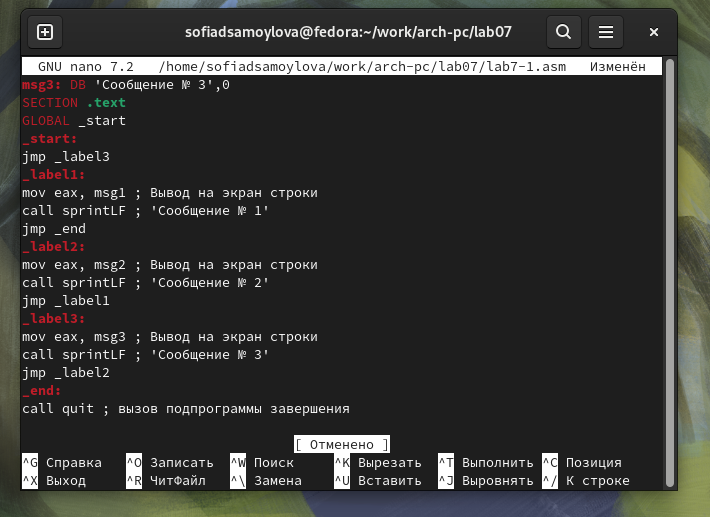 sofiadsamoylova@fedora:~/work/arch-pc/lab07
GNU nano 7.2 /home/sofiadsamoylova/work/arch-pc/lab07/lab7-1.asm Изменён
msg3: DB 'Сообщение № 3',0
SECTION .text
GLOBAL _start
_start:
jmp _label3
_label1:
mov eax, msg1 ; Вывод на экран строки
call sprintLF ; 'Сообщение № 1'
jmp _end
_label2:
mov eax, msg2 ; Вывод на экран строки
call sprintLF ; 'Сообщение № 2'
jmp _label1
_label3:
mov eax, msg3 ; Вывод на экран строки
call sprintLF ; 'Сообщение № 3'
jmp _label2
_end:
call quit ; вызов подпрограммы завершения
[ Отменено ]
^G Справка ^O Записать ^W Поиск ^K Вырезать ^T Выполнить ^C Позиция
^X Выход ^R ЧитФайл ^\ Замена ^U Вставить ^J Выровнять ^/ К строке